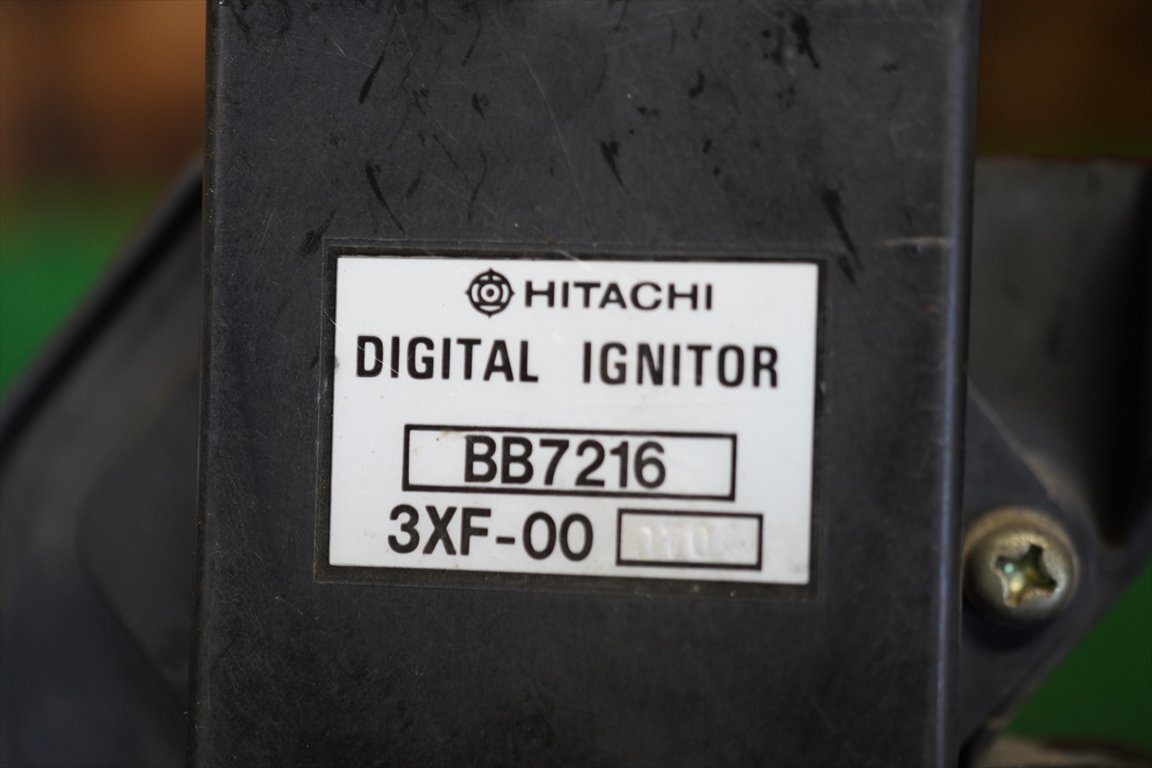 HITACHI
DIGITAL IGNITOR
BB7216
3XF-00